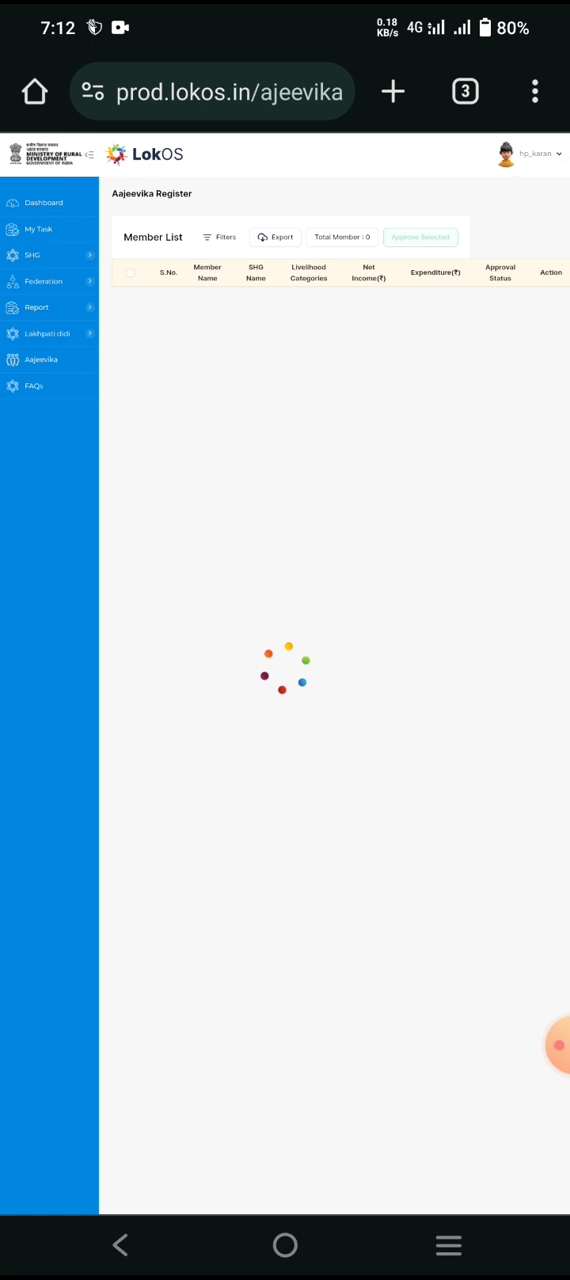 7:12
0.18
KB/s
4G
80%
prod.lokos.in/ajeevika
3
MINISTRY OF RURAL
DEVELOPMENT
GOVERNMENT OF INDIA
LokOS
hp_karan
Dashboard
My Task
SHG
Federation
Report
Lakhpati didi
Aajeevika
FAQs
Aajeevika Register
Member List
Filters
Export
Total Member : 0
Approve Selected
S.No.
Member Name
SHG Name
Livelihood Categories
Net Income(₹)
Expenditure(₹)
Approval Status
Action